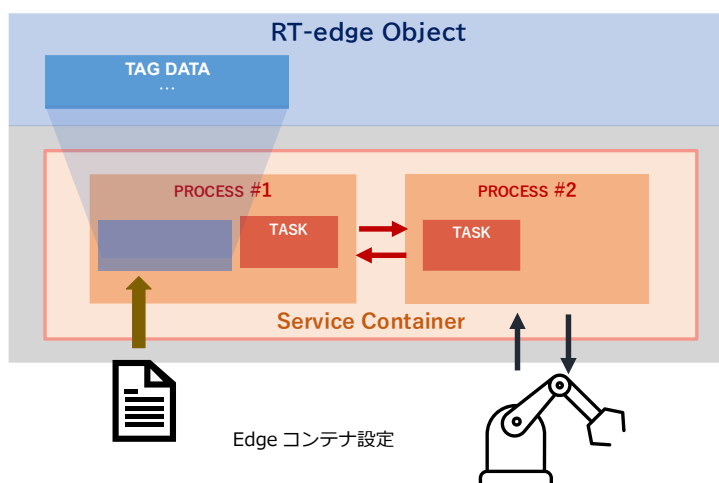 RT-edge Object
TAG DATA
…
PROCESS #1
PROCESS #2
TASK
TASK
Service Container
Edge コンテナ設定